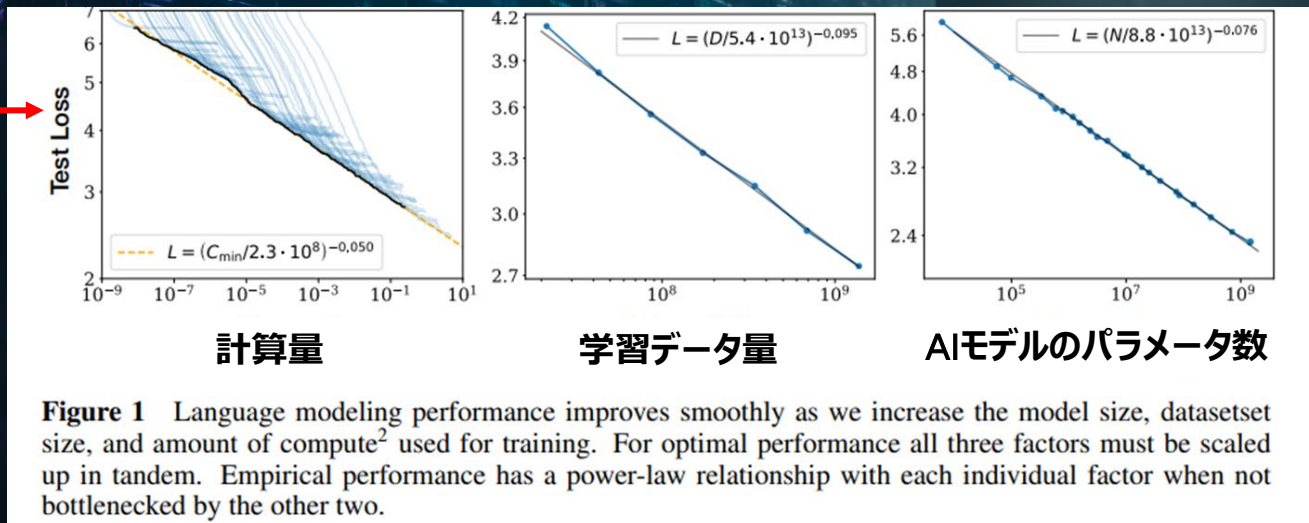 Test Loss
7
6
5
4
3
2
L = (C_min/2.3 · 10^8)^−0.050
10^−9 10^−7 10^−5 10^−3 10^−1 10^1
計算量
4.2
3.9
3.6
3.3
3.0
2.7
L = (D/5.4 · 10^13)^−0.095
10^8 10^9
学習データ量
5.6
4.8
4.0
3.2
2.4
L = (N/8.8 · 10^13)^−0.076
10^5 10^7 10^9
AIモデルのパラメータ数
Figure 1 Language modeling performance improves smoothly as we increase the model size, datasetset
size, and amount of compute² used for training. For optimal performance all three factors must be scaled
up in tandem. Empirical performance has a power-law relationship with each individual factor when not
bottlenecked by the other two.